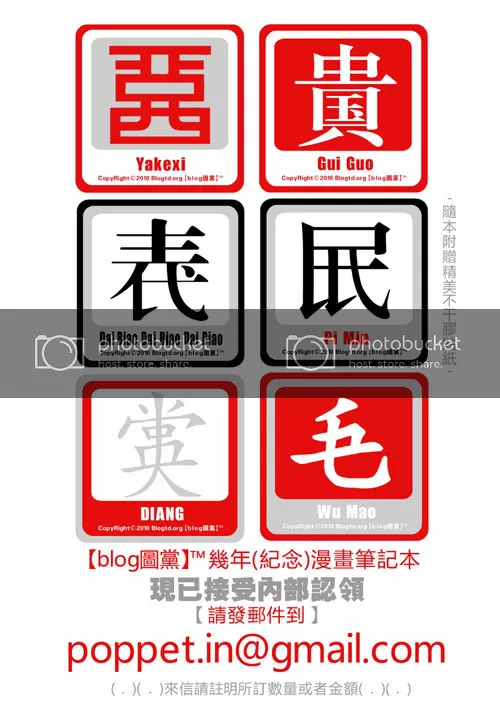 Yakexi
CopyRight ©2010 Blogtd.org【blog圖黨】™
Gui Guo
CopyRight ©2010 Blogtd.org【blog圖黨】™
Dai Biao Dai Biao Dai Biao
CopyRight ©2010 Blogtd.org【blog圖黨】™
Pi Min
CopyRight ©2010 Blogtd.org【blog圖黨】™
-隨本附贈精美不干膠貼紙-
photobucket
host. store. share.
photobucket
host. store. share.
DIANG
CopyRight ©2010 Blogtd.org【blog圖黨】™
毛
Wu Mao
CopyRight ©2010 Blogtd.org【blog圖黨】™
【blog圖黨】™ 幾年(紀念)漫畫筆記本
現已接受內部認領
【 請發郵件到 】
poppet.in@gmail.com
( . )( . )來信請註明所訂數量或者金額( . )( . )